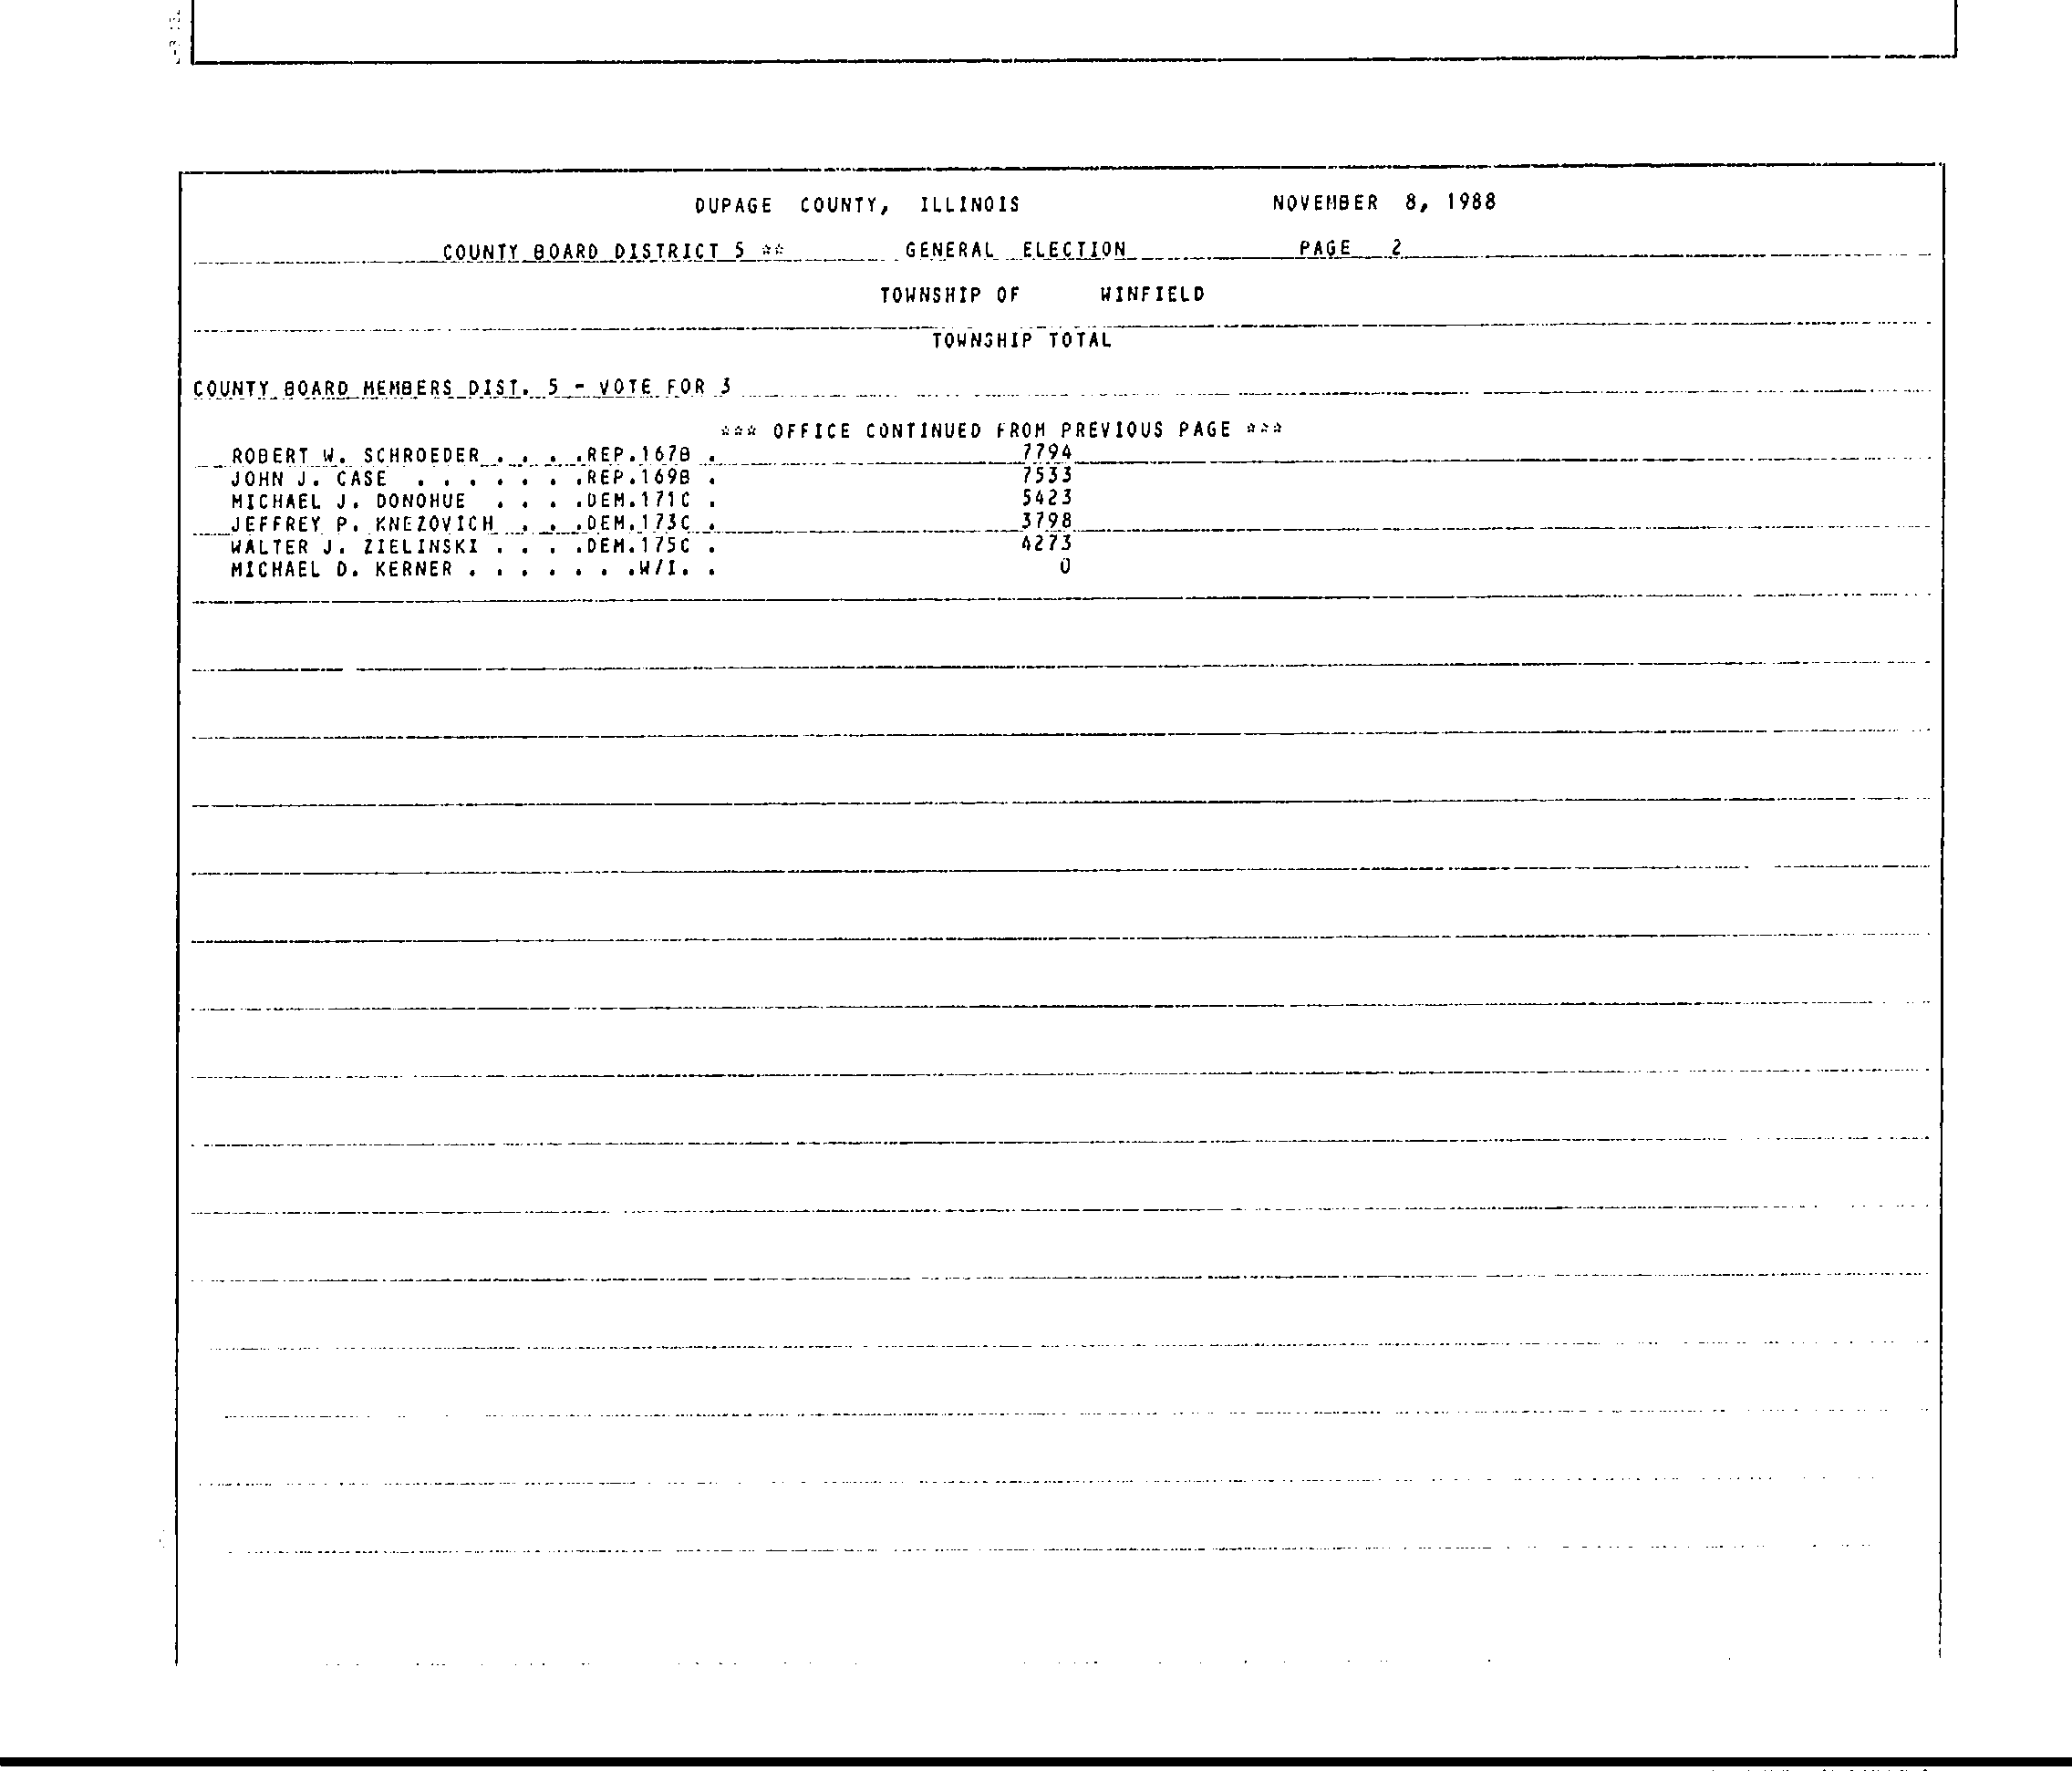 DUPAGE COUNTY, ILLINOIS NOVEMBER 8, 1988
COUNTY BOARD DISTRICT 5 ** GENERAL ELECTION PAGE 2
TOWNSHIP OF WINFIELD
TOWNSHIP TOTAL
COUNTY BOARD MEMBERS DIST. 5 - VOTE FOR 3
*** OFFICE CONTINUED FROM PREVIOUS PAGE ***
ROBERT W. SCHROEDER . . . .REP.167B . 7794
JOHN J. CASE . . . . . . .REP.169B . 7533
MICHAEL J. DONOHUE . . . .DEM.171C . 5423
JEFFREY P. KNEZOVICH . . .DEM.173C . 3798
WALTER J. ZIELINSKI . . . .DEM.175C . 4273
MICHAEL D. KERNER . . . . . . .W/I. . 0